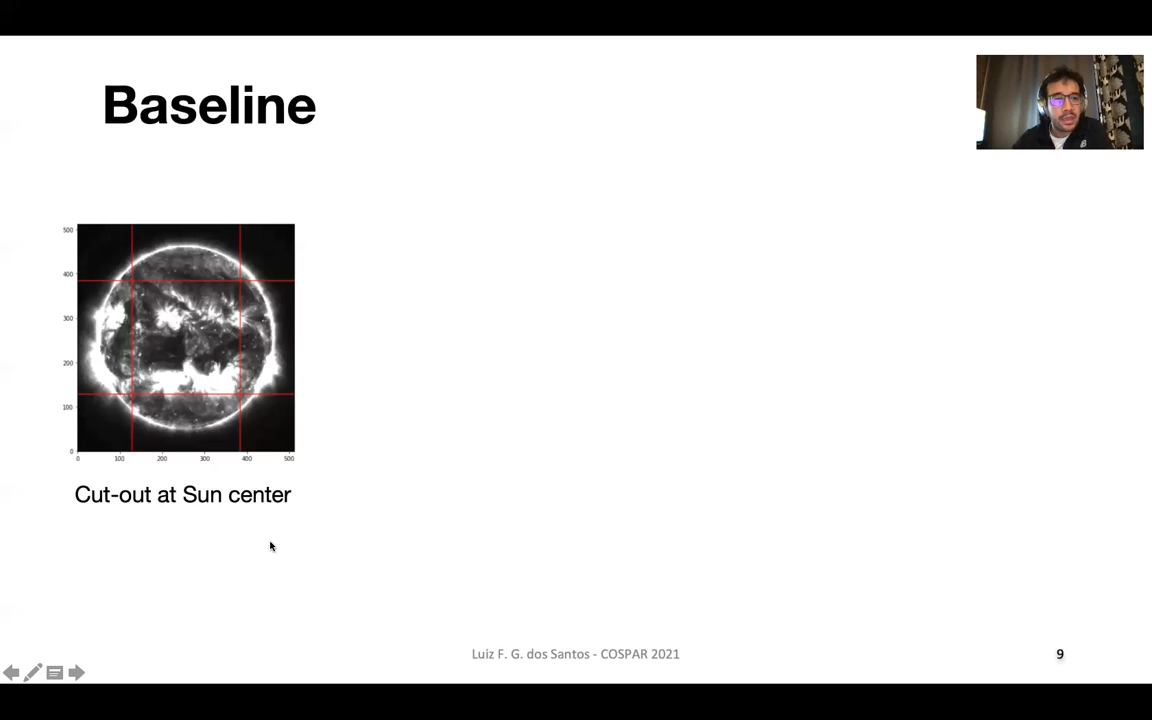 Baseline
500
400
300
200
100
0
0 100 200 300 400 500
Cut-out at Sun center
Luiz F. G. dos Santos - COSPAR 2021
9